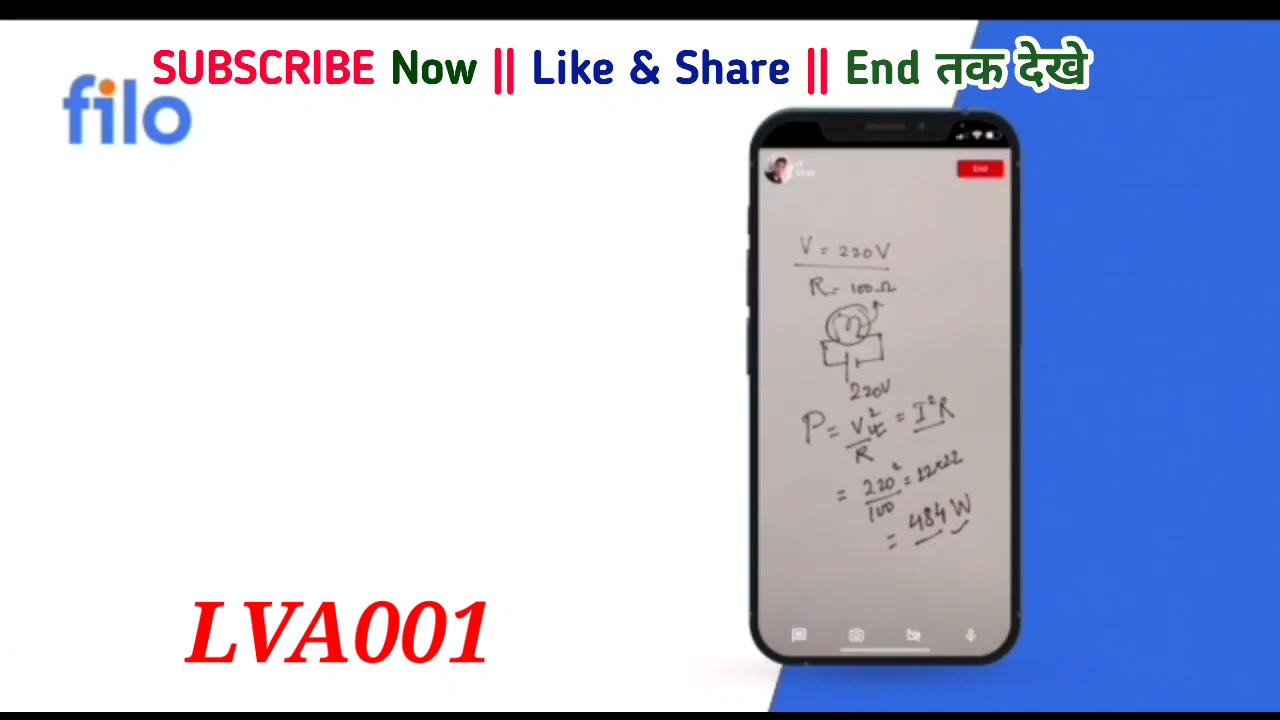 SUBSCRIBE Now || Like & Share || End तक देखे
filo
End
V = 220V
R = 100Ω
220V
P = V²/R = I²R
= 220²/100 = 22×22
= 484 W
LVA001